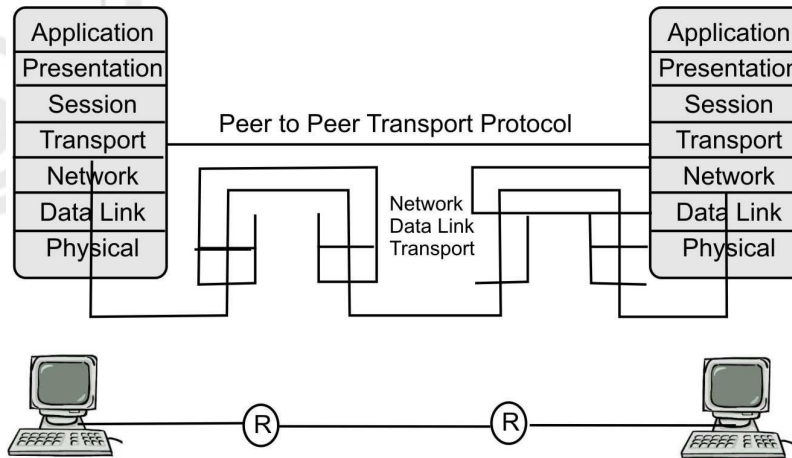 Application
Presentation
Session
Transport
Network
Data Link
Physical
Peer to Peer Transport Protocol
Network
Data Link
Transport
Application
Presentation
Session
Transport
Network
Data Link
Physical
R
R